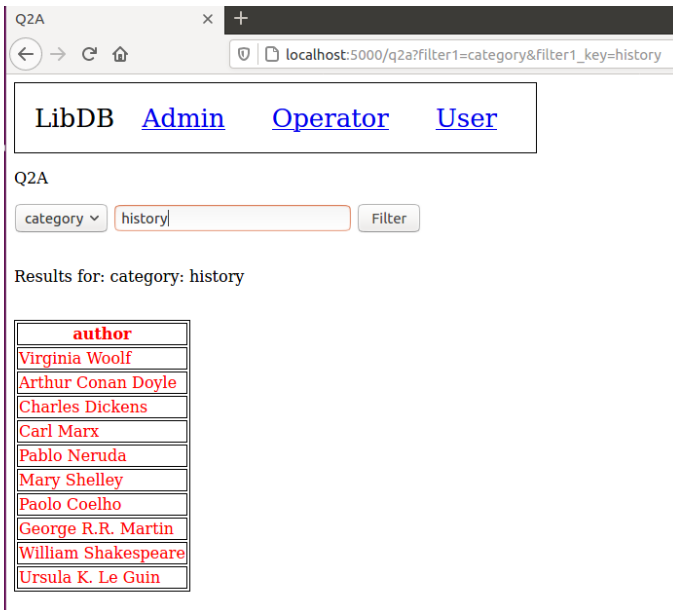 Q2A × +
localhost:5000/q2a?filter1=category&filter1_key=history
LibDB Admin Operator User
Q2A
category history Filter
Results for: category: history
author
Virginia Woolf
Arthur Conan Doyle
Charles Dickens
Carl Marx
Pablo Neruda
Mary Shelley
Paolo Coelho
George R.R. Martin
William Shakespeare
Ursula K. Le Guin